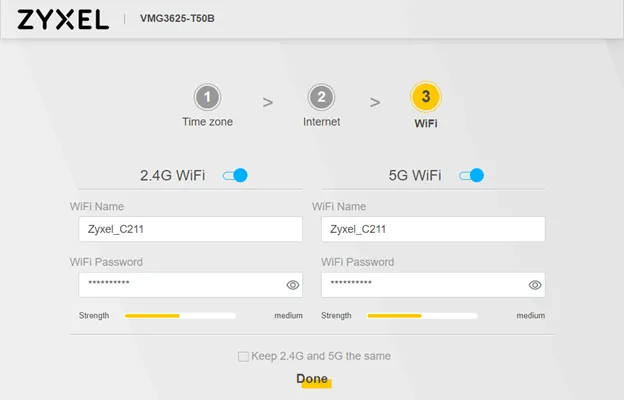 ZYXEL | VMG3625-T50B
1 > 2 > 3
Time zone Internet WiFi
2.4G WiFi 5G WiFi
WiFi Name WiFi Name
Zyxel_C211 Zyxel_C211
WiFi Password WiFi Password
********** **********
Strength medium Strength medium
Keep 2.4G and 5G the same
Done